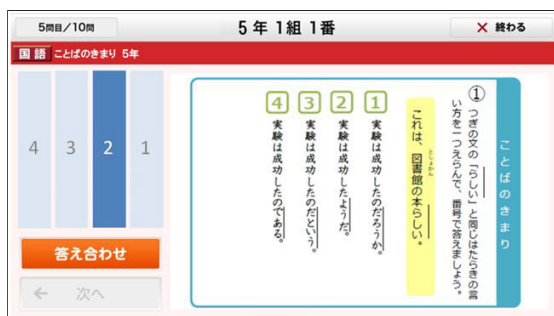 5問目／10問
5年 1組 1番
✕ 終わる
国語 ことばのきまり 5年
4
3
2
1
答え合わせ
← 次へ
ことばのきまり
① つぎの文の「らしい」と同じはたらきの言
い方を一つえらんで、番号で答えましょう。
これは、図書館の本らしい。
としょかん
1 実験は成功したのだろうか。
2 実験は成功したようだ。
3 実験は成功したのだという。
4 実験は成功したのである。